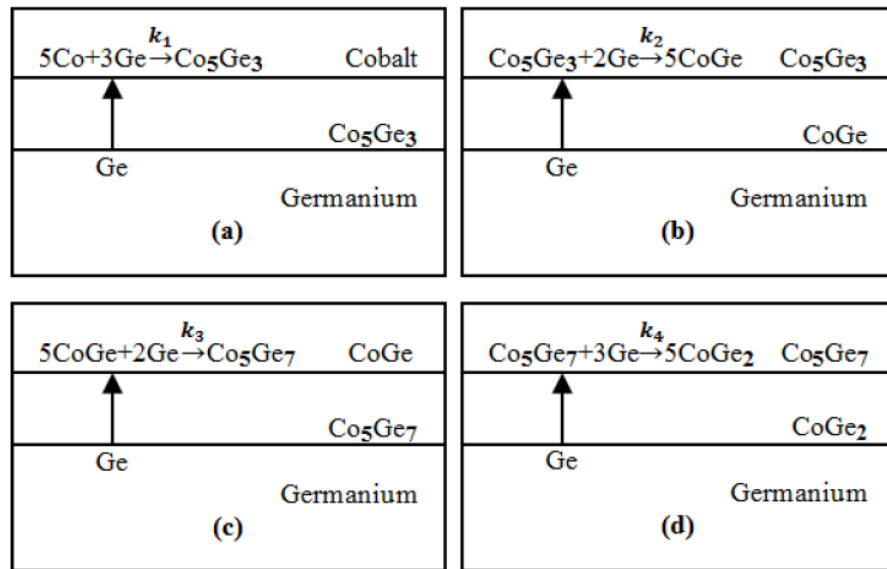 k₁
5Co+3Ge→Co₅Ge₃ Cobalt
Co₅Ge₃
Ge
Germanium
(a)
k₂
Co₅Ge₃+2Ge→5CoGe Co₅Ge₃
CoGe
Ge
Germanium
(b)
k₃
5CoGe+2Ge→Co₅Ge₇ CoGe
Co₅Ge₇
Ge
Germanium
(c)
k₄
Co₅Ge₇+3Ge→5CoGe₂ Co₅Ge₇
CoGe₂
Ge
Germanium
(d)